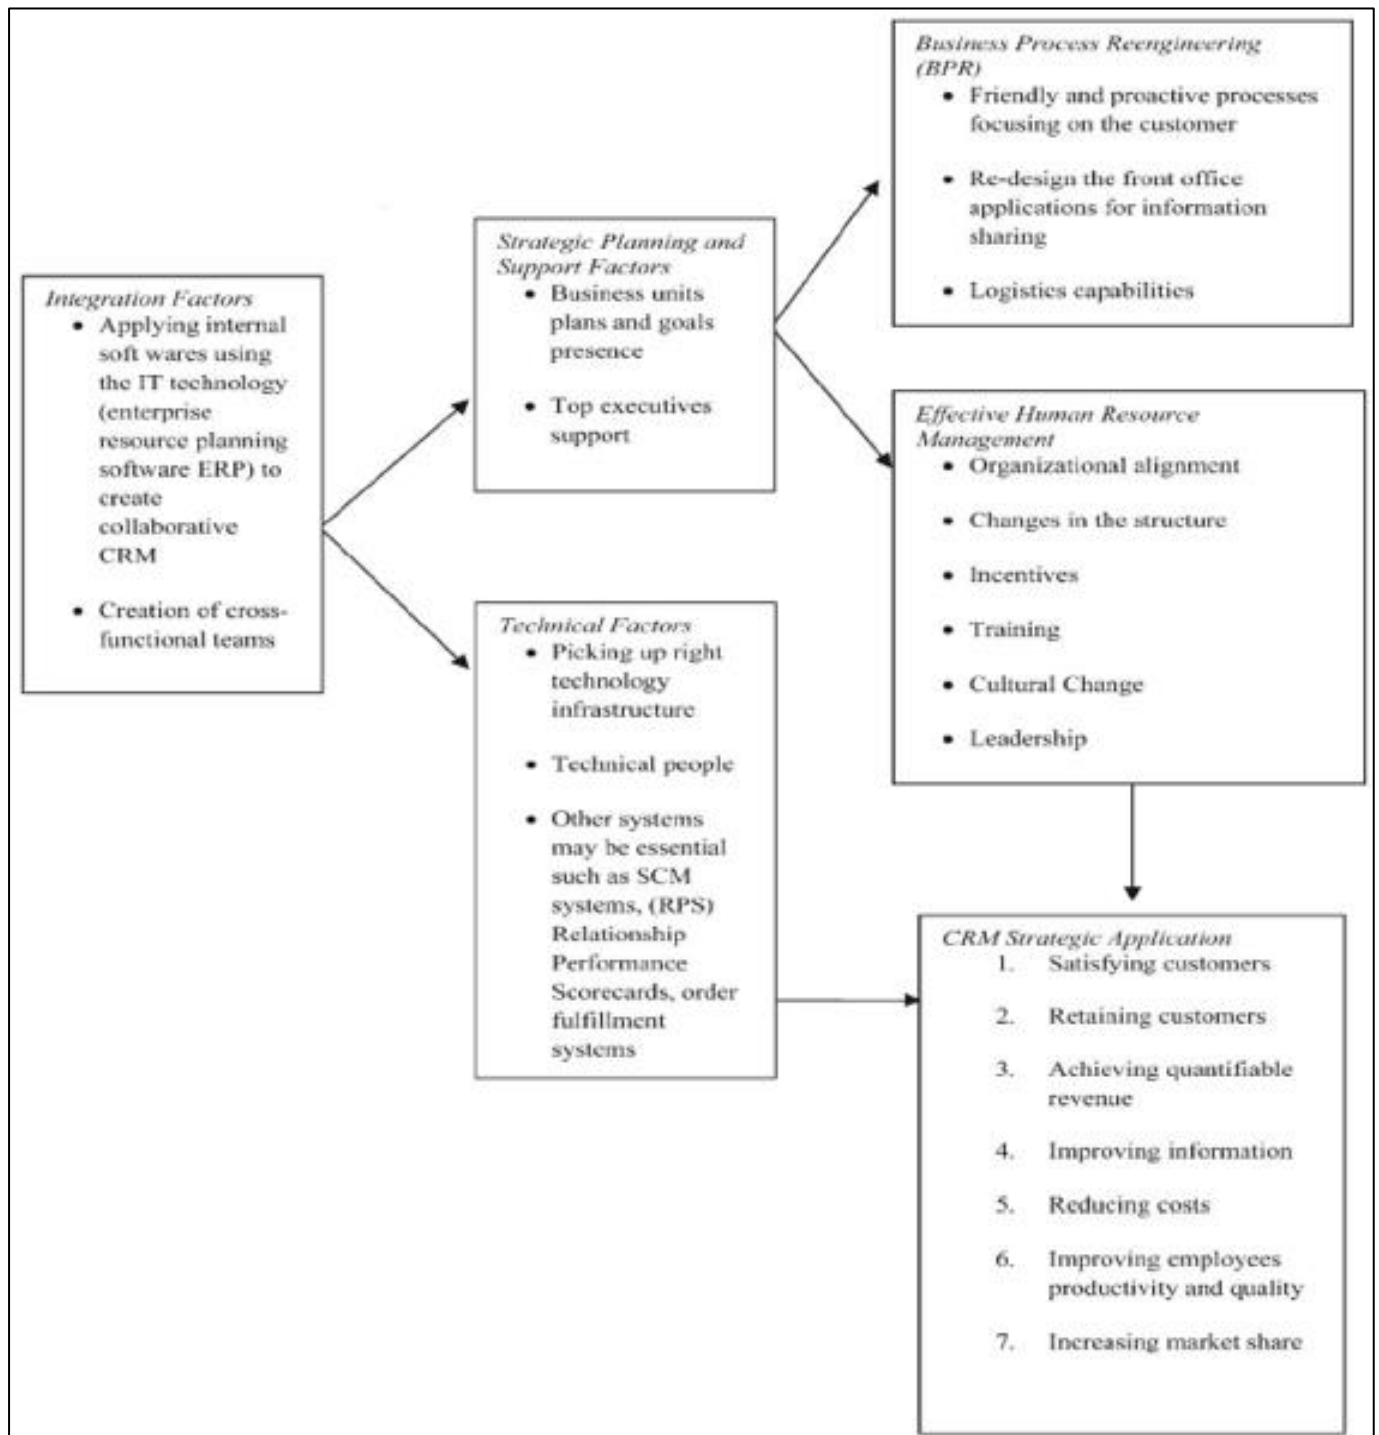 Integration Factors
• Applying internal
soft wares using
the IT technology
(enterprise
resource planning
software ERP) to
create
collaborative
CRM
• Creation of cross-
functional teams
Strategic Planning and
Support Factors
• Business units
plans and goals
presence
• Top executives
support
Technical Factors
• Picking up right
technology
infrastructure
• Technical people
• Other systems
may be essential
such as SCM
systems, (RPS)
Relationship
Performance
Scorecards, order
fulfillment
systems
Business Process Reengineering
(BPR)
• Friendly and proactive processes
focusing on the customer
• Re-design the front office
applications for information
sharing
• Logistics capabilities
Effective Human Resource
Management
• Organizational alignment
• Changes in the structure
• Incentives
• Training
• Cultural Change
• Leadership
CRM Strategic Application
1. Satisfying customers
2. Retaining customers
3. Achieving quantifiable
revenue
4. Improving information
5. Reducing costs
6. Improving employees
productivity and quality
7. Increasing market share